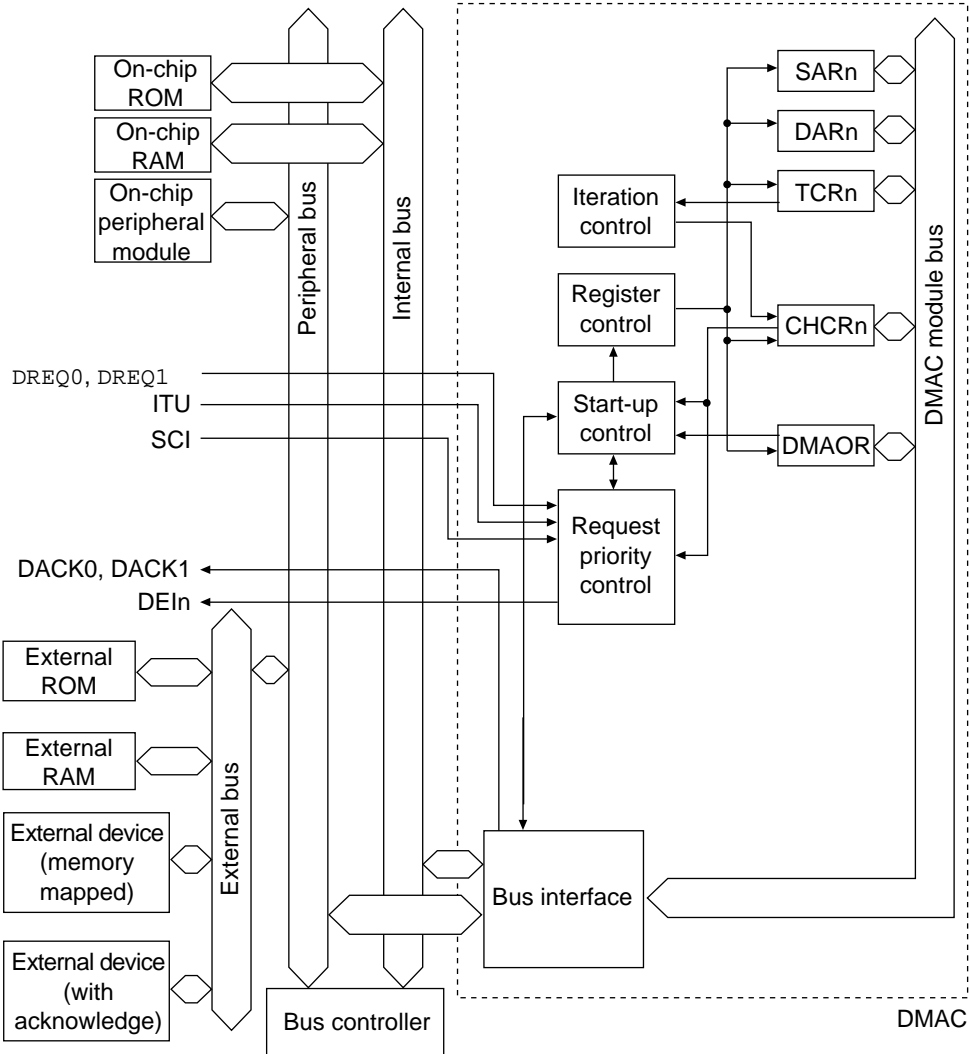 On-chip
ROM
On-chip
RAM
On-chip
peripheral
module
Peripheral bus
Internal bus
SARn
DARn
TCRn
Iteration
control
Register
control
CHCRn
DMAC module bus
DREQ0, DREQ1
ITU
SCI
Start-up
control
DMAOR
Request
priority
control
DACK0, DACK1
DEIn
External
ROM
External
RAM
External bus
External device
(memory
mapped)
Bus interface
External device
(with
acknowledge)
Bus controller
DMAC